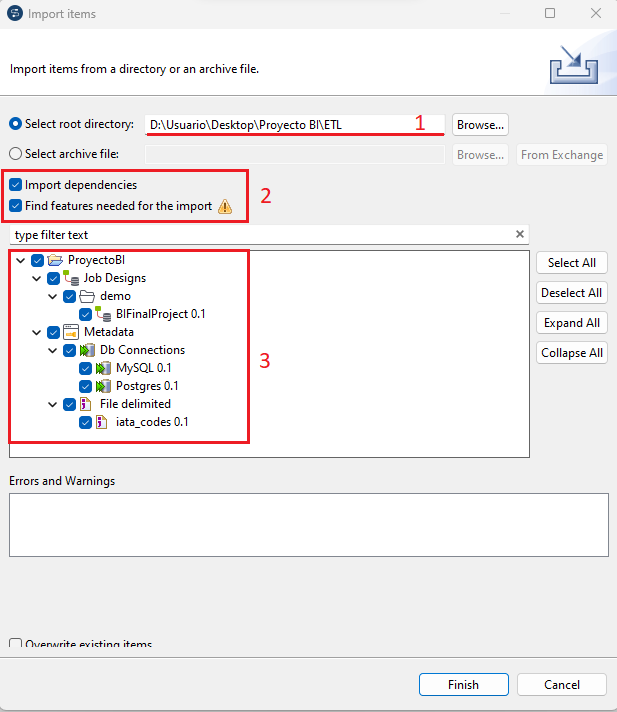 Import items
Import items from a directory or an archive file.
Select root directory: D:\Usuario\Desktop\Proyecto BI\ETL 1 Browse...
Select archive file: Browse... From Exchange
Import dependencies
Find features needed for the import
2
type filter text
ProyectoBI
Job Designs
demo
BIFinalProject 0.1
Metadata
Db Connections
MySQL 0.1
Postgres 0.1
File delimited
iata_codes 0.1
3
Select All
Deselect All
Expand All
Collapse All
Errors and Warnings
Overwrite existing items
Finish Cancel